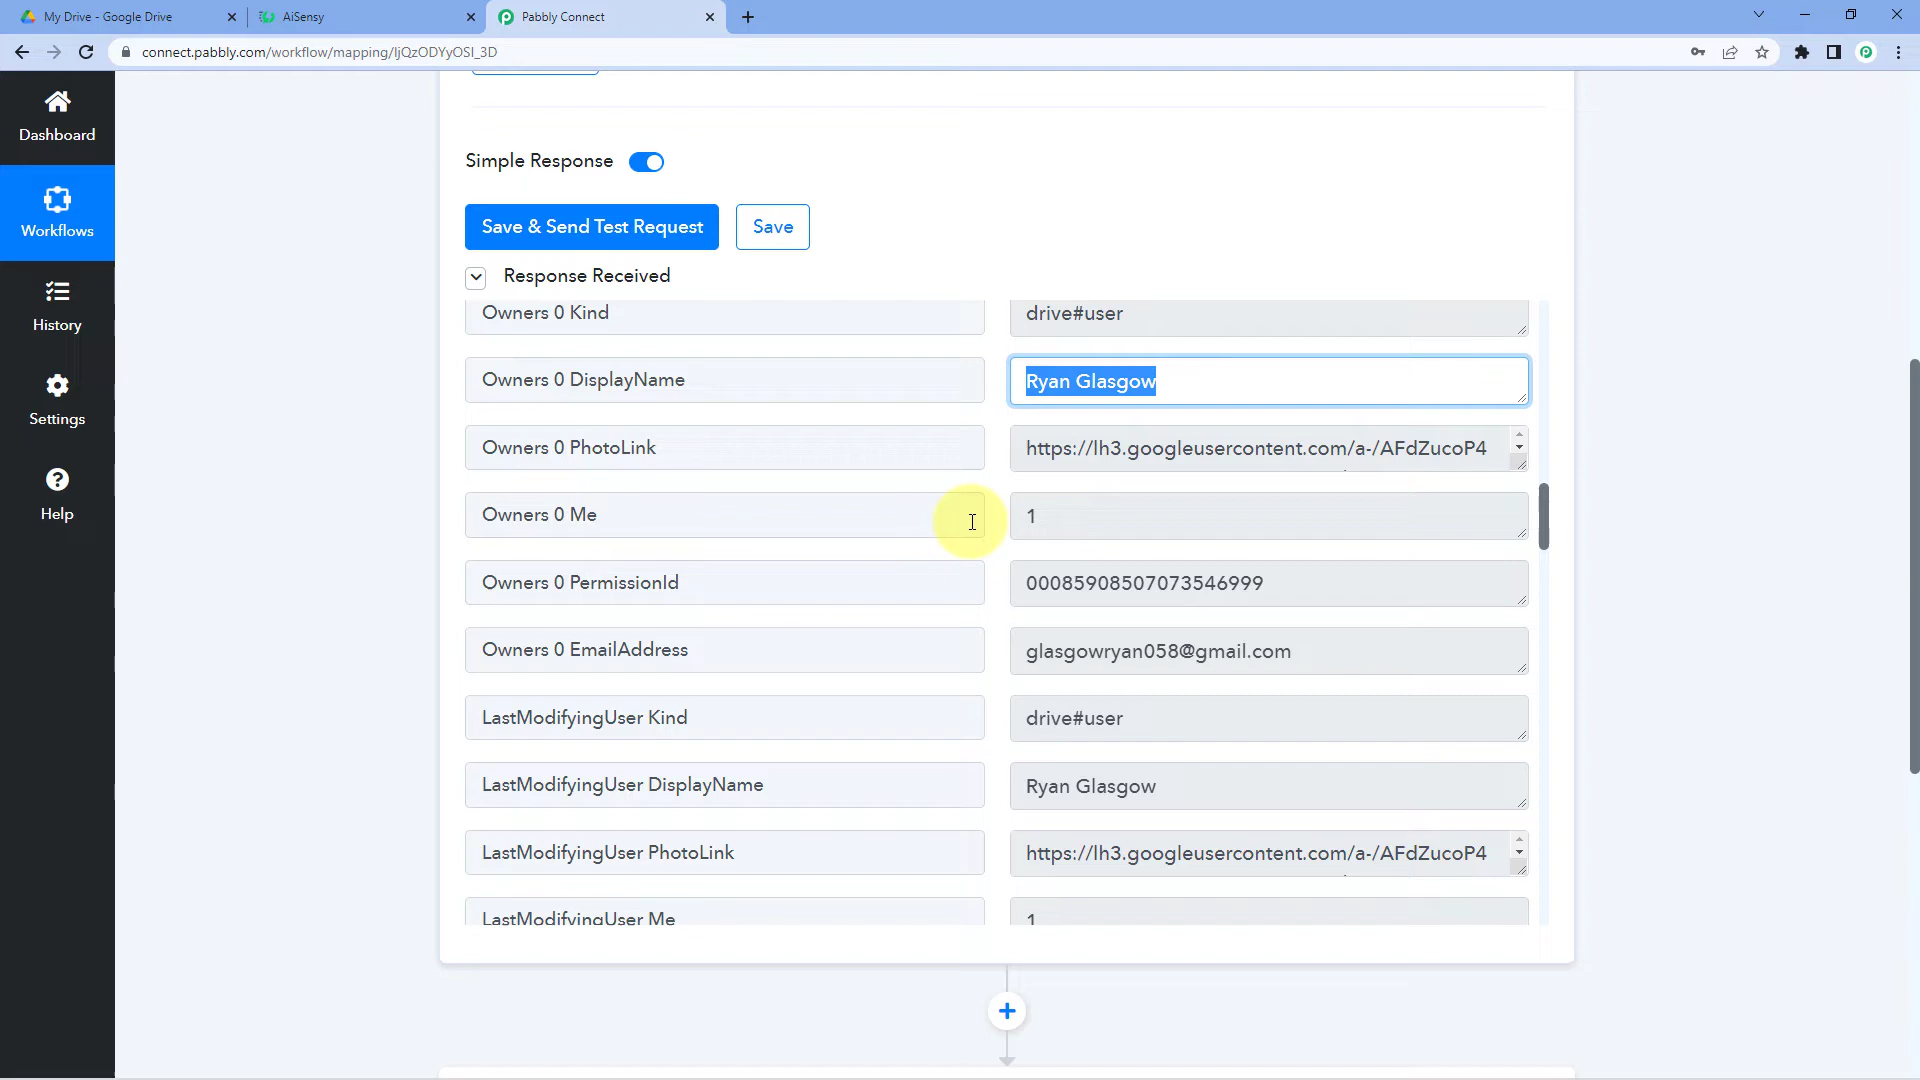 My Drive - Google Drive
AiSensy
Pabbly Connect
connect.pabbly.com/workflow/mapping/IjQzODYyOSI_3D
Dashboard
Workflows
History
Settings
Help
Simple Response
Save & Send Test Request
Save
Response Received
Owners 0 Kind
drive#user
Owners 0 DisplayName
Ryan Glasgow
Owners 0 PhotoLink
https://lh3.googleusercontent.com/a-/AFdZucoP4
Owners 0 Me
1
Owners 0 PermissionId
00085908507073546999
Owners 0 EmailAddress
glasgowryan058@gmail.com
LastModifyingUser Kind
drive#user
LastModifyingUser DisplayName
Ryan Glasgow
LastModifyingUser PhotoLink
https://lh3.googleusercontent.com/a-/AFdZucoP4
LastModifyingUser Me
1